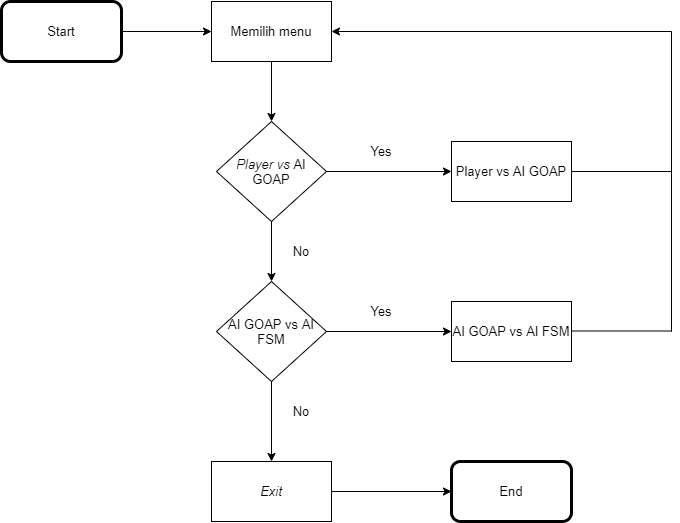 Start
Memilih menu
Player vs AI
GOAP
Yes
Player vs AI GOAP
No
AI GOAP vs AI
FSM
Yes
AI GOAP vs AI FSM
No
Exit
End